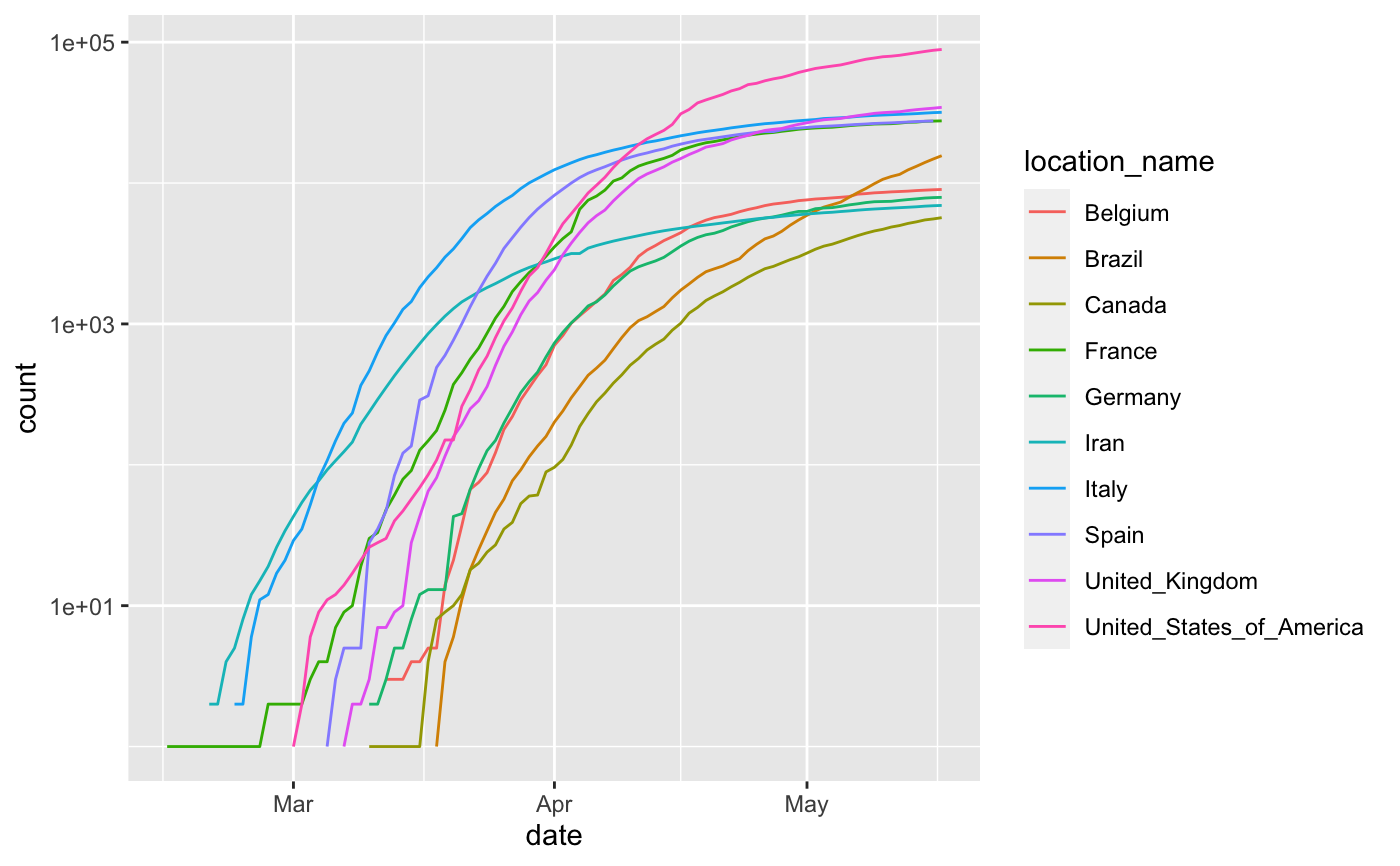 1e+05
1e+03
1e+01
count
Mar
Apr
May
date
location_name
Belgium
Brazil
Canada
France
Germany
Iran
Italy
Spain
United_Kingdom
United_States_of_America